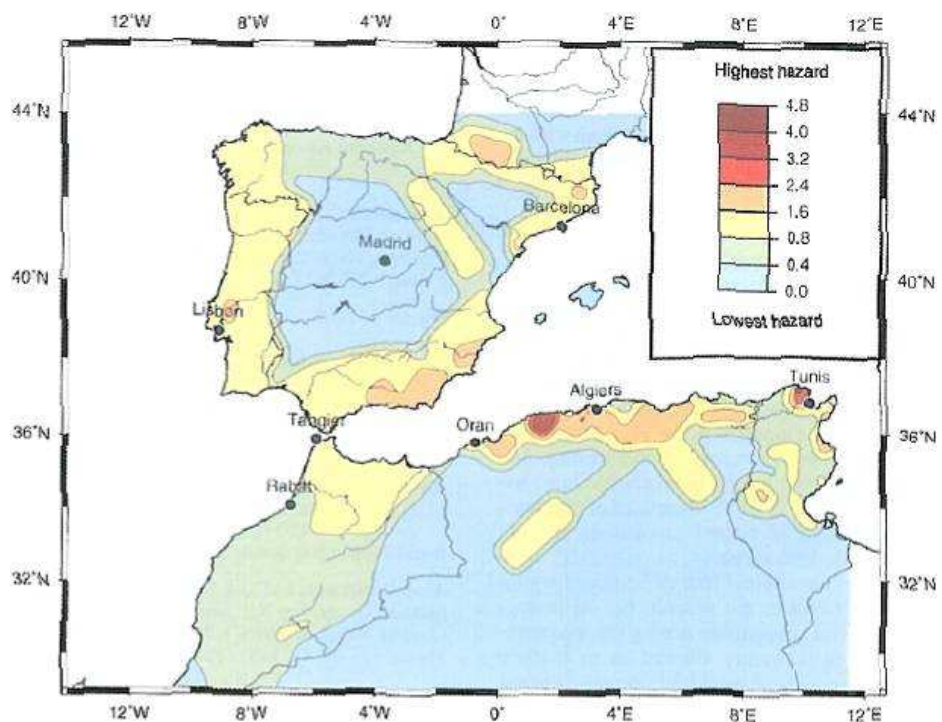 12˚W 8˚W 4˚W 0˚ 4˚E 8˚E 12˚E
44˚N 44˚N
40˚N 40˚N
36˚N 36˚N
32˚N 32˚N
12˚W 8˚W 4˚W 0˚ 4˚E 8˚E 12˚E
Highest hazard
4.8
4.0
3.2
2.4
1.6
0.8
0.4
0.0
Lowest hazard
Barcelona
Madrid
Lisbon
Tunis
Algiers
Tangier
Oran
Rabat